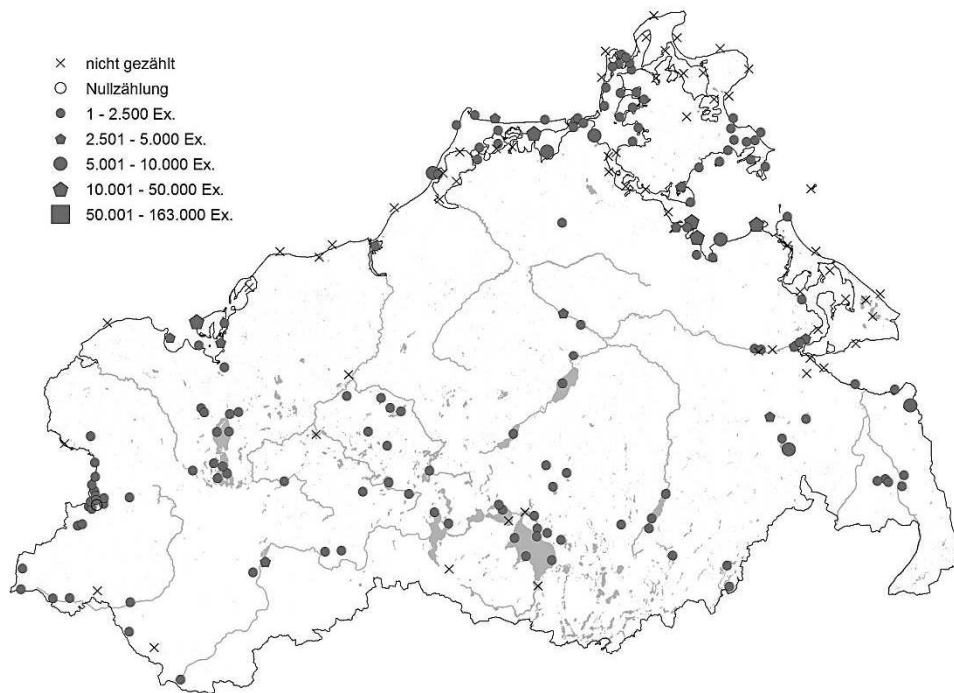 nicht gezählt
Nullzählung
1 - 2.500 Ex.
2.501 - 5.000 Ex.
5.001 - 10.000 Ex.
10.001 - 50.000 Ex.
50.001 - 163.000 Ex.